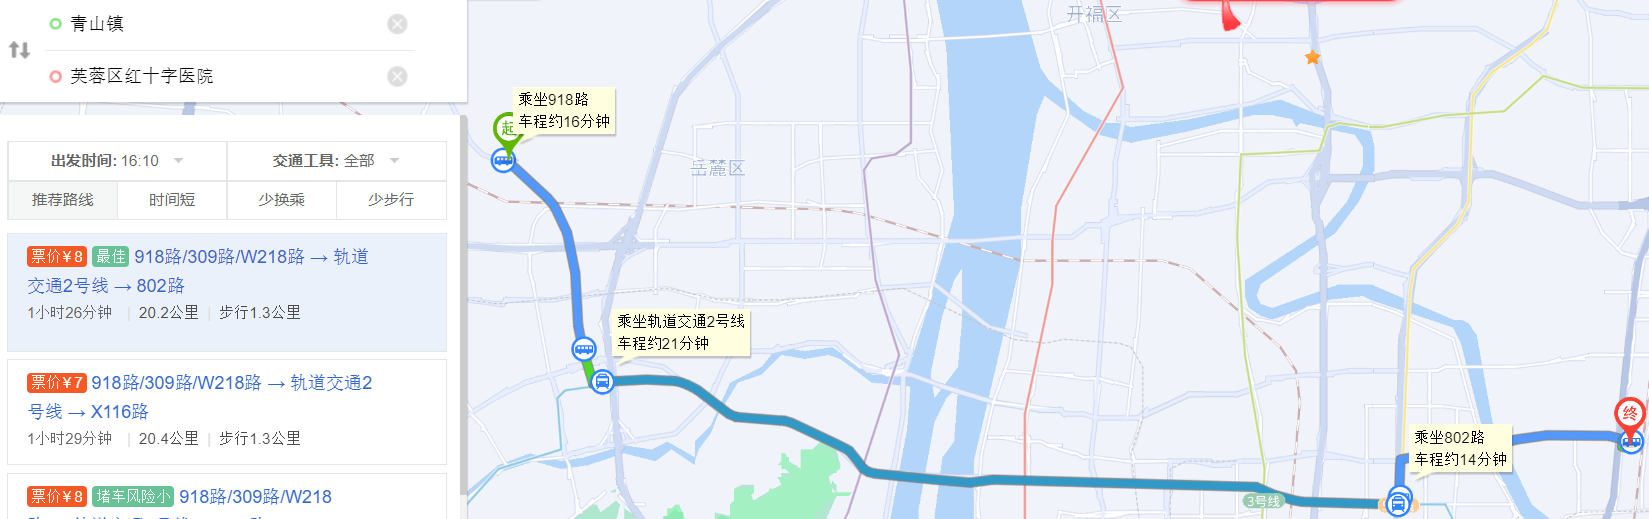 青山镇
芙蓉区红十字医院
出发时间: 16:10
交通工具: 全部
推荐路线
时间短
少换乘
少步行
票价¥8 最佳 918路/309路/W218路 → 轨道
交通2号线 → 802路
1小时26分钟 | 20.2公里 | 步行1.3公里
票价¥7 918路/309路/W218路 → 轨道交通2
号线 → X116路
1小时29分钟 | 20.4公里 | 步行1.3公里
票价¥8 堵车风险小 918路/309路/W218
开福区
乘坐918路
车程约16分钟
起
岳麓区
乘坐轨道交通2号线
车程约21分钟
终
乘坐802路
车程约14分钟
3号线